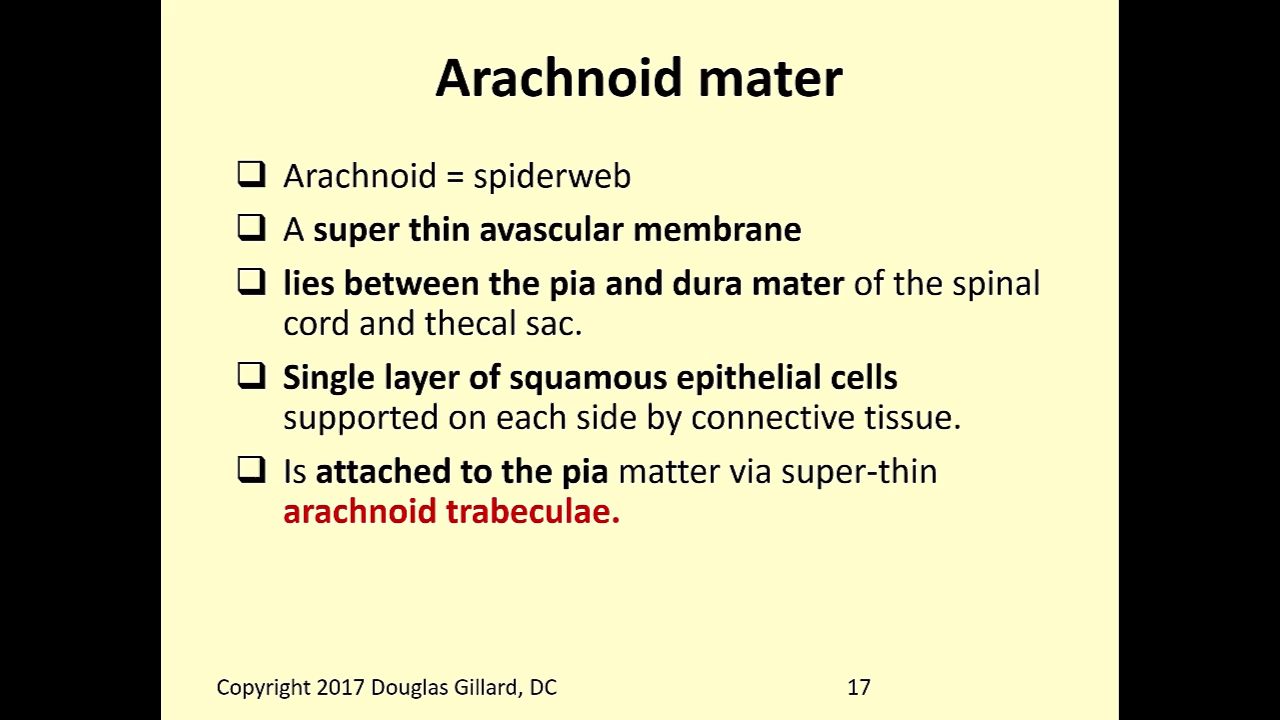 Arachnoid mater
❑ Arachnoid = spiderweb
❑ A super thin avascular membrane
❑ lies between the pia and dura mater of the spinal
cord and thecal sac.
❑ Single layer of squamous epithelial cells
supported on each side by connective tissue.
❑ Is attached to the pia matter via super-thin
arachnoid trabeculae.
Copyright 2017 Douglas Gillard, DC 17